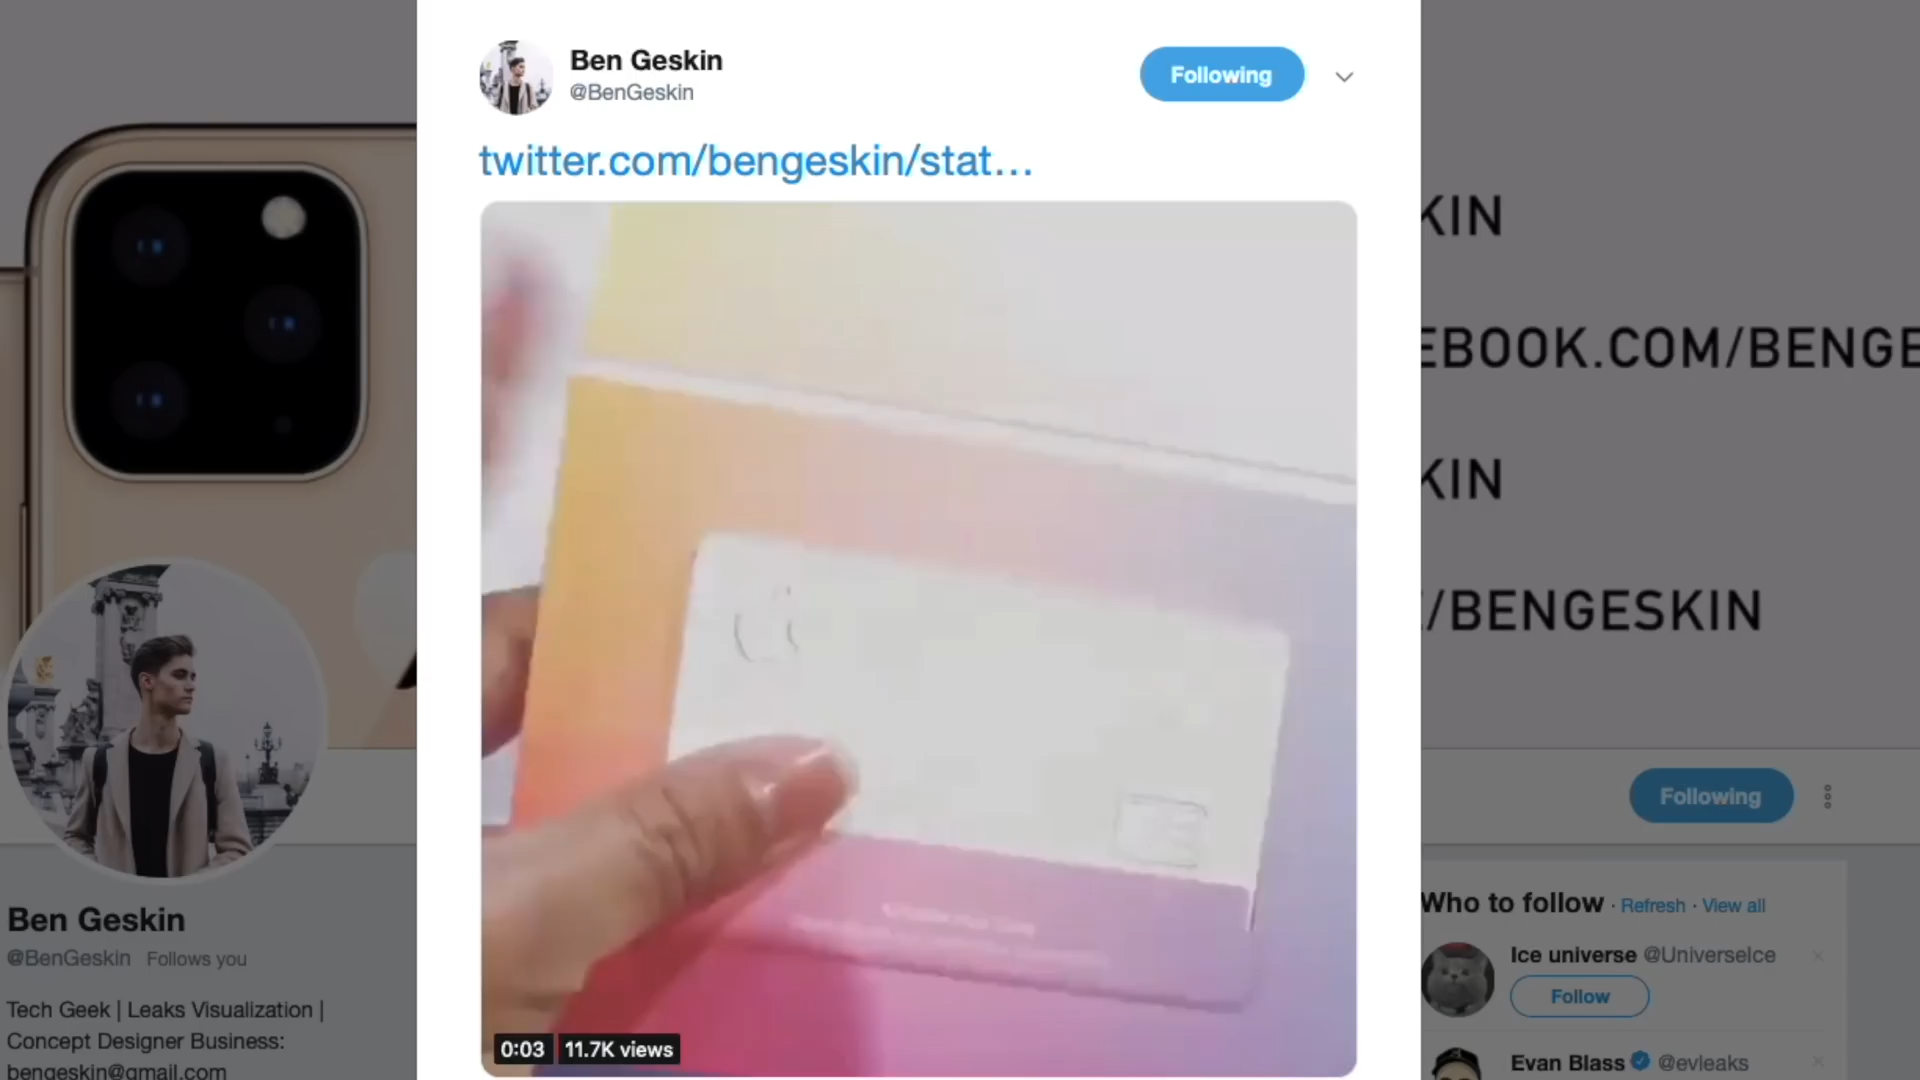 Ben Geskin
@BenGeskin
Following
twitter.com/bengeskin/stat...
0:03
11.7K views
KIN
EBOOK.COM/BENGE
KIN
/BENGESKIN
Following
Ben Geskin
@BenGeskin Follows you
Tech Geek | Leaks Visualization |
Concept Designer Business:
bengeskin@gmail.com
Who to follow · Refresh · View all
Ice universe @UniverseIce
Follow
Evan Blass @evleaks